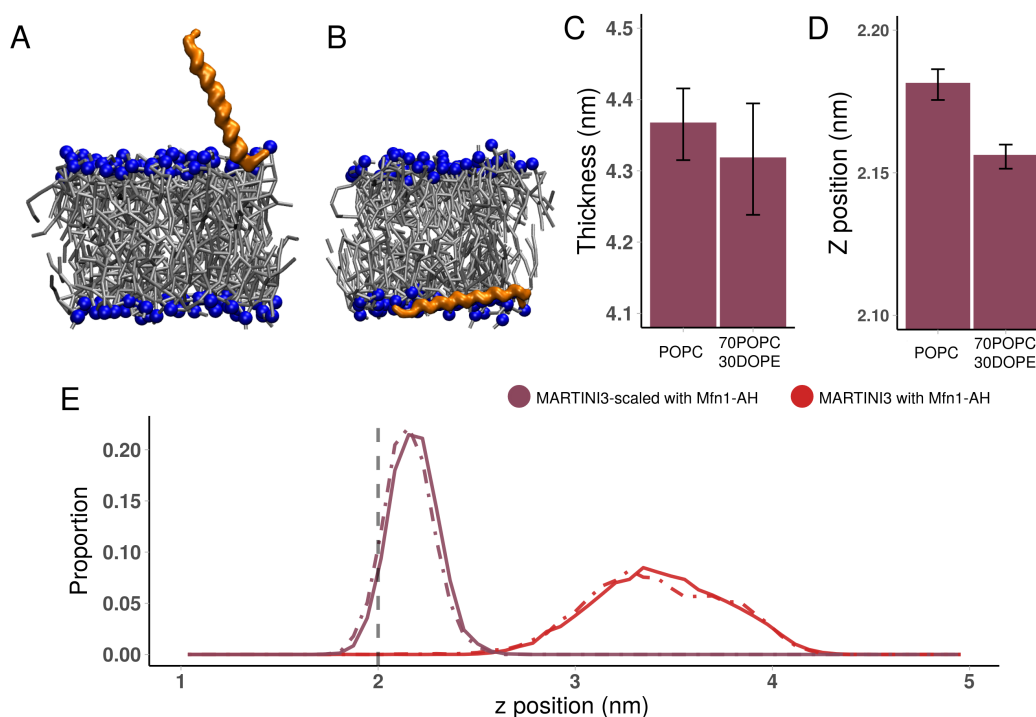 A
B
C
Thickness (nm)
4.5
4.4
4.3
4.2
4.1
POPC
70POPC
30DOPE
D
Z position (nm)
2.20
2.15
2.10
POPC
70POPC
30DOPE
MARTINI3-scaled with Mfn1-AH
MARTINI3 with Mfn1-AH
E
Proportion
0.20
0.15
0.10
0.05
0.00
1 2 3 4 5
z position (nm)